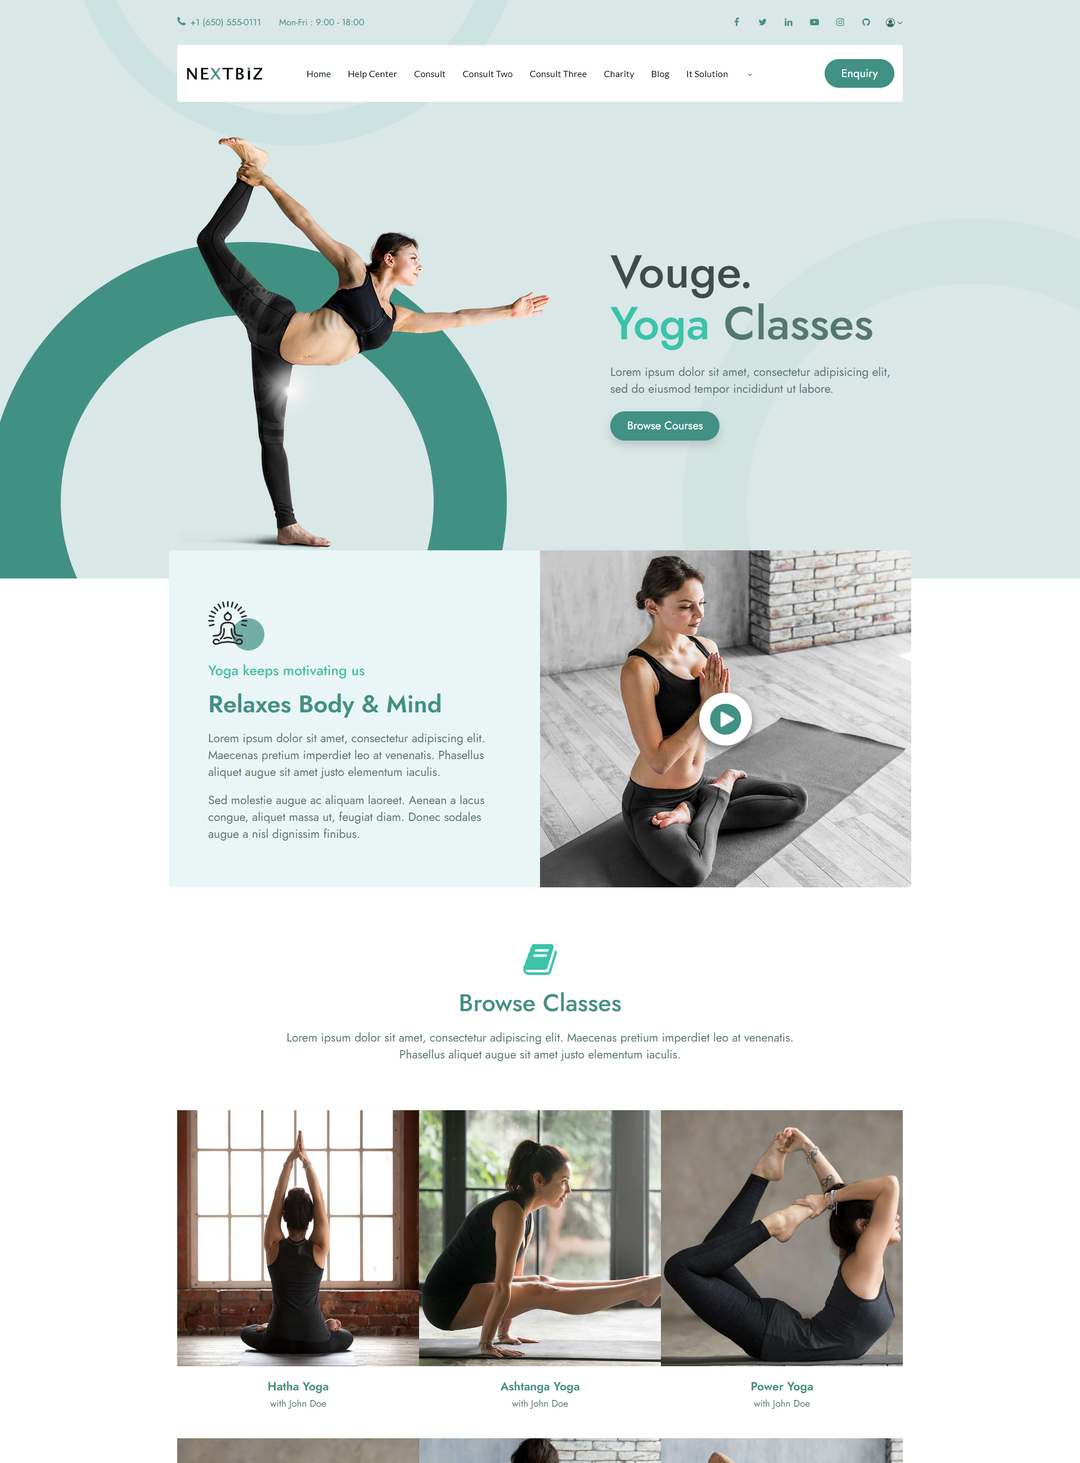 +1 (650) 555-0111 Mon-Fri : 9:00 - 18:00
NEXTBIZ Home Help Center Consult Consult Two Consult Three Charity Blog It Solution Enquiry
Vouge.
Yoga Classes
Lorem ipsum dolor sit amet, consectetur adipisicing elit,
sed do eiusmod tempor incididunt ut labore.
Browse Courses
Yoga keeps motivating us
Relaxes Body & Mind
Lorem ipsum dolor sit amet, consectetur adipiscing elit.
Maecenas pretium imperdiet leo at venenatis. Phasellus
aliquet augue sit amet justo elementum iaculis.
Sed molestie augue ac aliquam laoreet. Aenean a lacus
congue, aliquet massa ut, feugiat diam. Donec sodales
augue a nisl dignissim finibus.
Browse Classes
Lorem ipsum dolor sit amet, consectetur adipiscing elit. Maecenas pretium imperdiet leo at venenatis.
Phasellus aliquet augue sit amet justo elementum iaculis.
Hatha Yoga
with John Doe
Ashtanga Yoga
with John Doe
Power Yoga
with John Doe